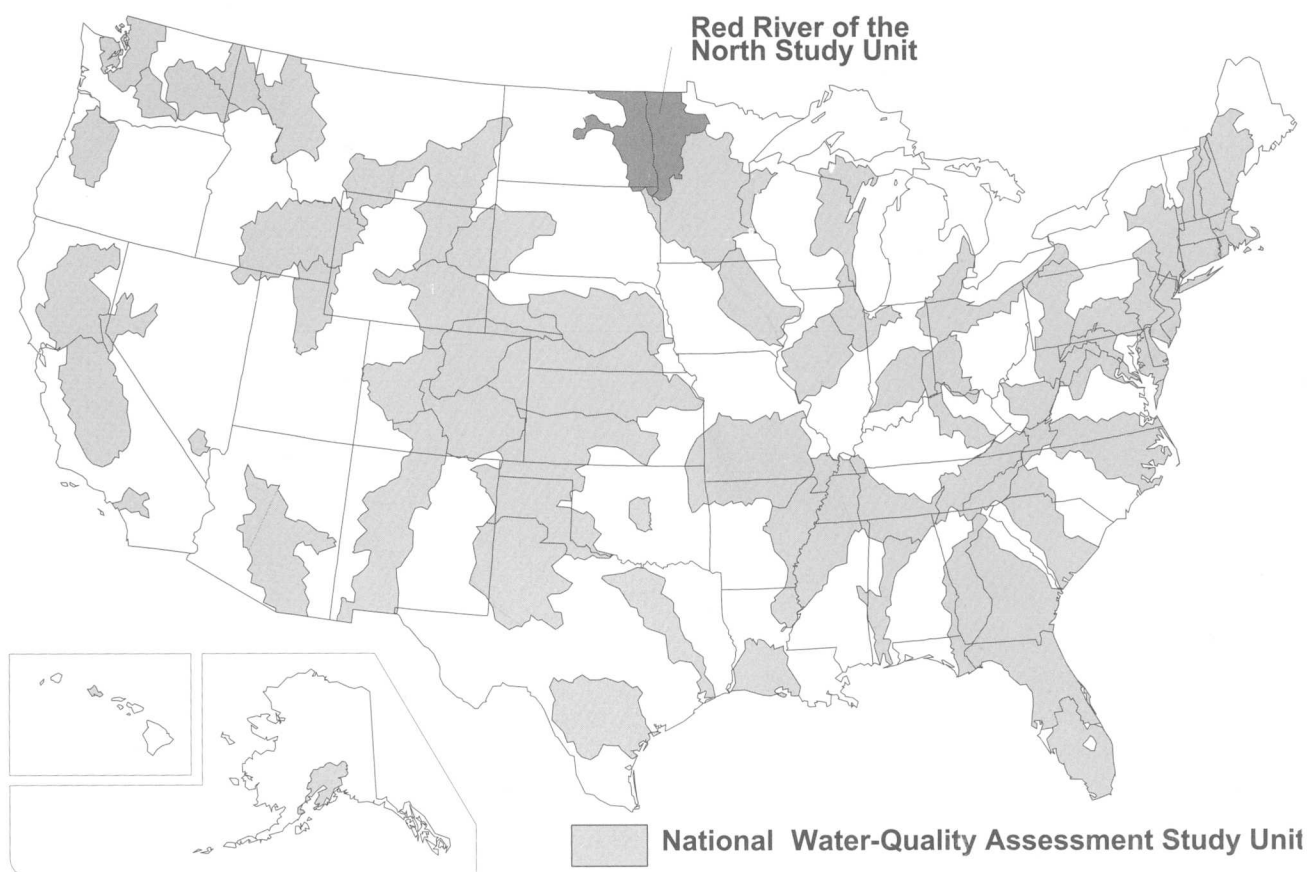 Red River of the
North Study Unit
National Water-Quality Assessment Study Unit